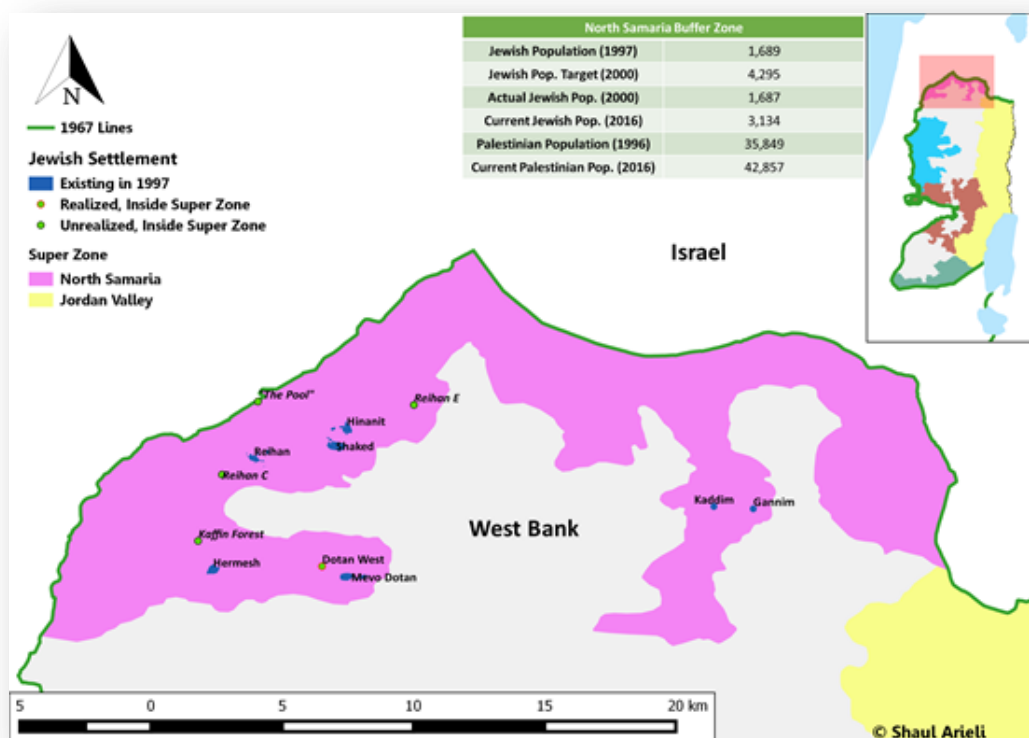 North Samaria Buffer Zone
Jewish Population (1997) 1,689
Jewish Pop. Target (2000) 4,295
Actual Jewish Pop. (2000) 1,687
Current Jewish Pop. (2016) 3,134
Palestinian Population (1996) 35,849
Current Palestinian Pop. (2016) 42,857
N
1967 Lines
Jewish Settlement
Existing in 1997
Realized, Inside Super Zone
Unrealized, Inside Super Zone
Super Zone
North Samaria
Jordan Valley
Israel
"The Pool"
Reihan E
Hinanit
Shaked
Reihan
Reihan C
Kaddim
Gannim
West Bank
Kaffin Forest
Hermesh
Dotan West
Mevo Dotan
5 0 5 10 15 20 km
© Shaul Arieli